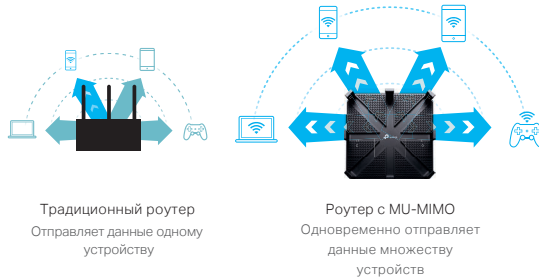 Традиционный роутер
Отправляет данные одному
устройству
Роутер с MU-MIMO
Одновременно отправляет
данные множеству
устройств